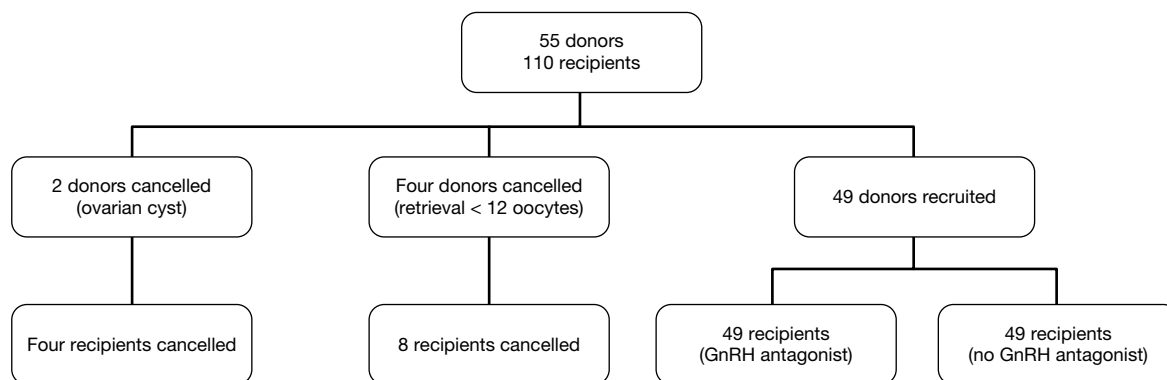 55 donors
110 recipients
2 donors cancelled
(ovarian cyst)
Four donors cancelled
(retrieval < 12 oocytes)
49 donors recruited
Four recipients cancelled
8 recipients cancelled
49 recipients
(GnRH antagonist)
49 recipients
(no GnRH antagonist)